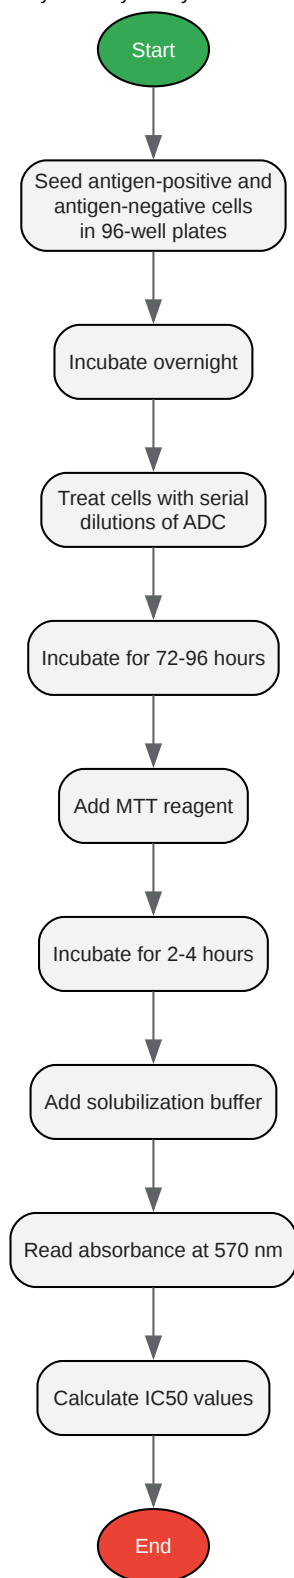 Start
Seed antigen-positive and
antigen-negative cells
in 96-well plates
Incubate overnight
Treat cells with serial
dilutions of ADC
Incubate for 72-96 hours
Add MTT reagent
Incubate for 2-4 hours
Add solubilization buffer
Read absorbance at 570 nm
Calculate IC50 values
End